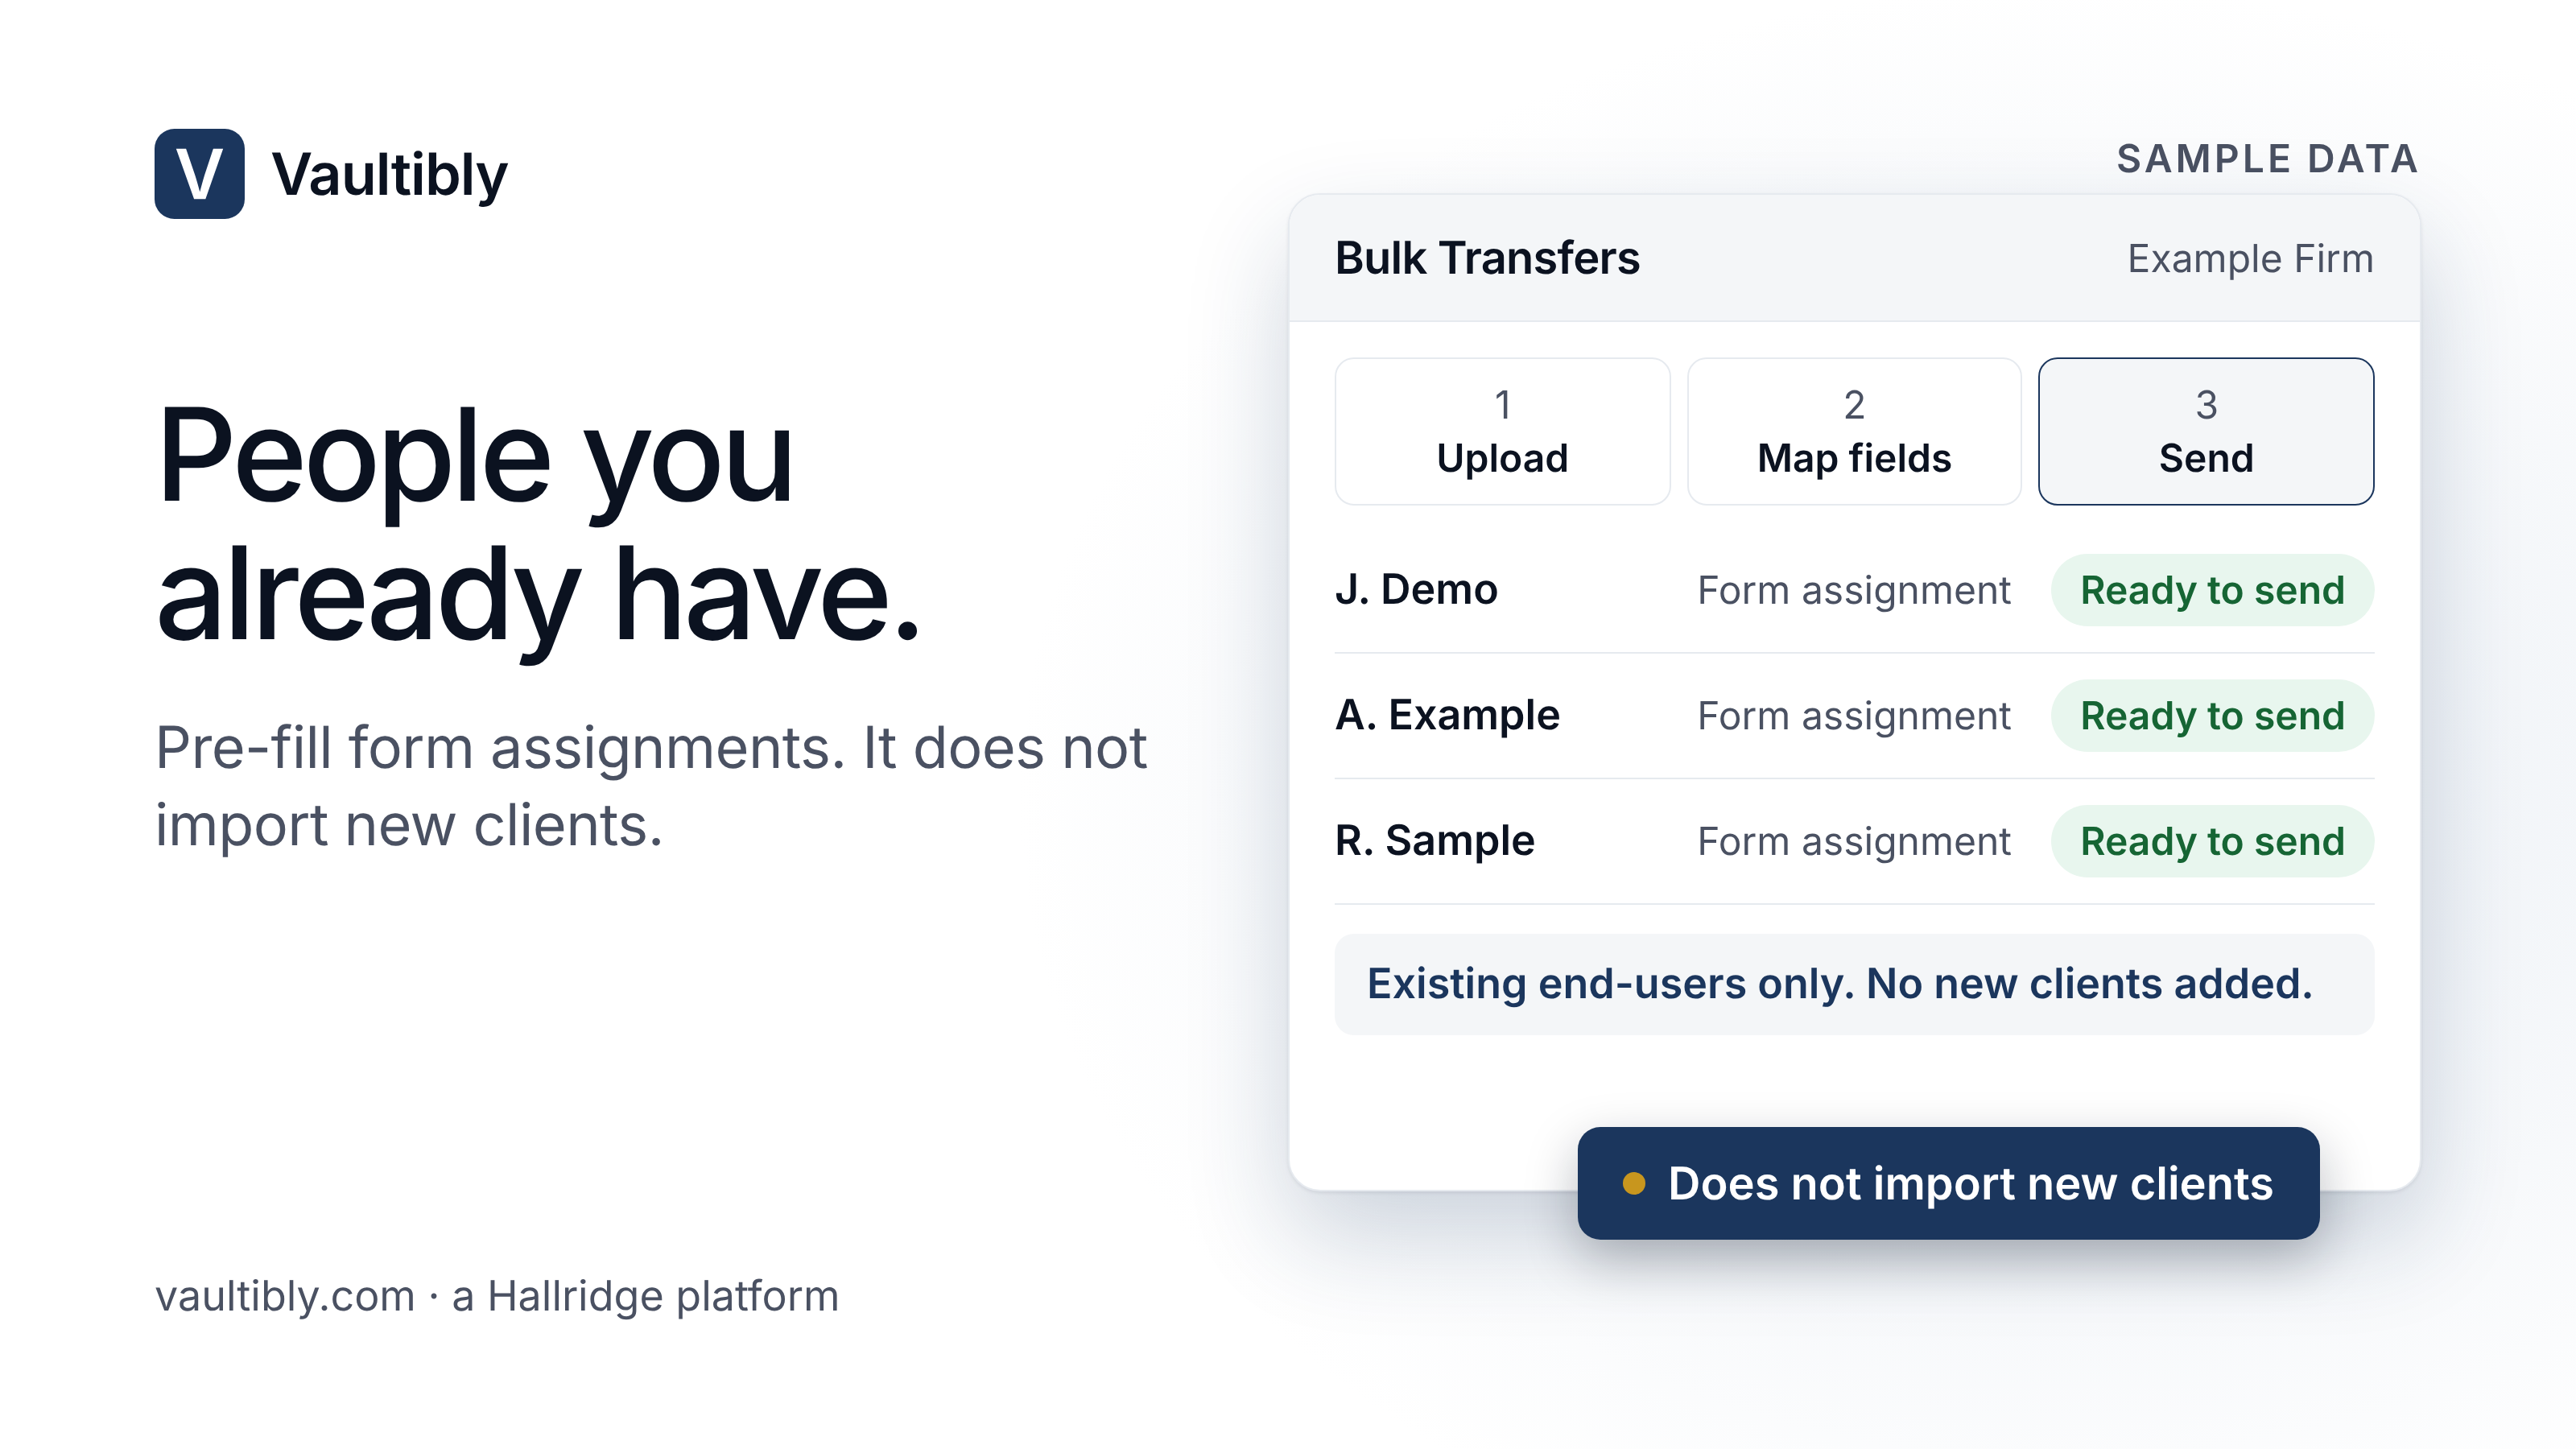 V Vaultibly
People you
already have.
Pre-fill form assignments. It does not
import new clients.
vaultibly.com · a Hallridge platform
SAMPLE DATA
Bulk Transfers Example Firm
1 2 3
Upload Map fields Send
J. Demo Form assignment Ready to send
A. Example Form assignment Ready to send
R. Sample Form assignment Ready to send
Existing end-users only. No new clients added.
Does not import new clients